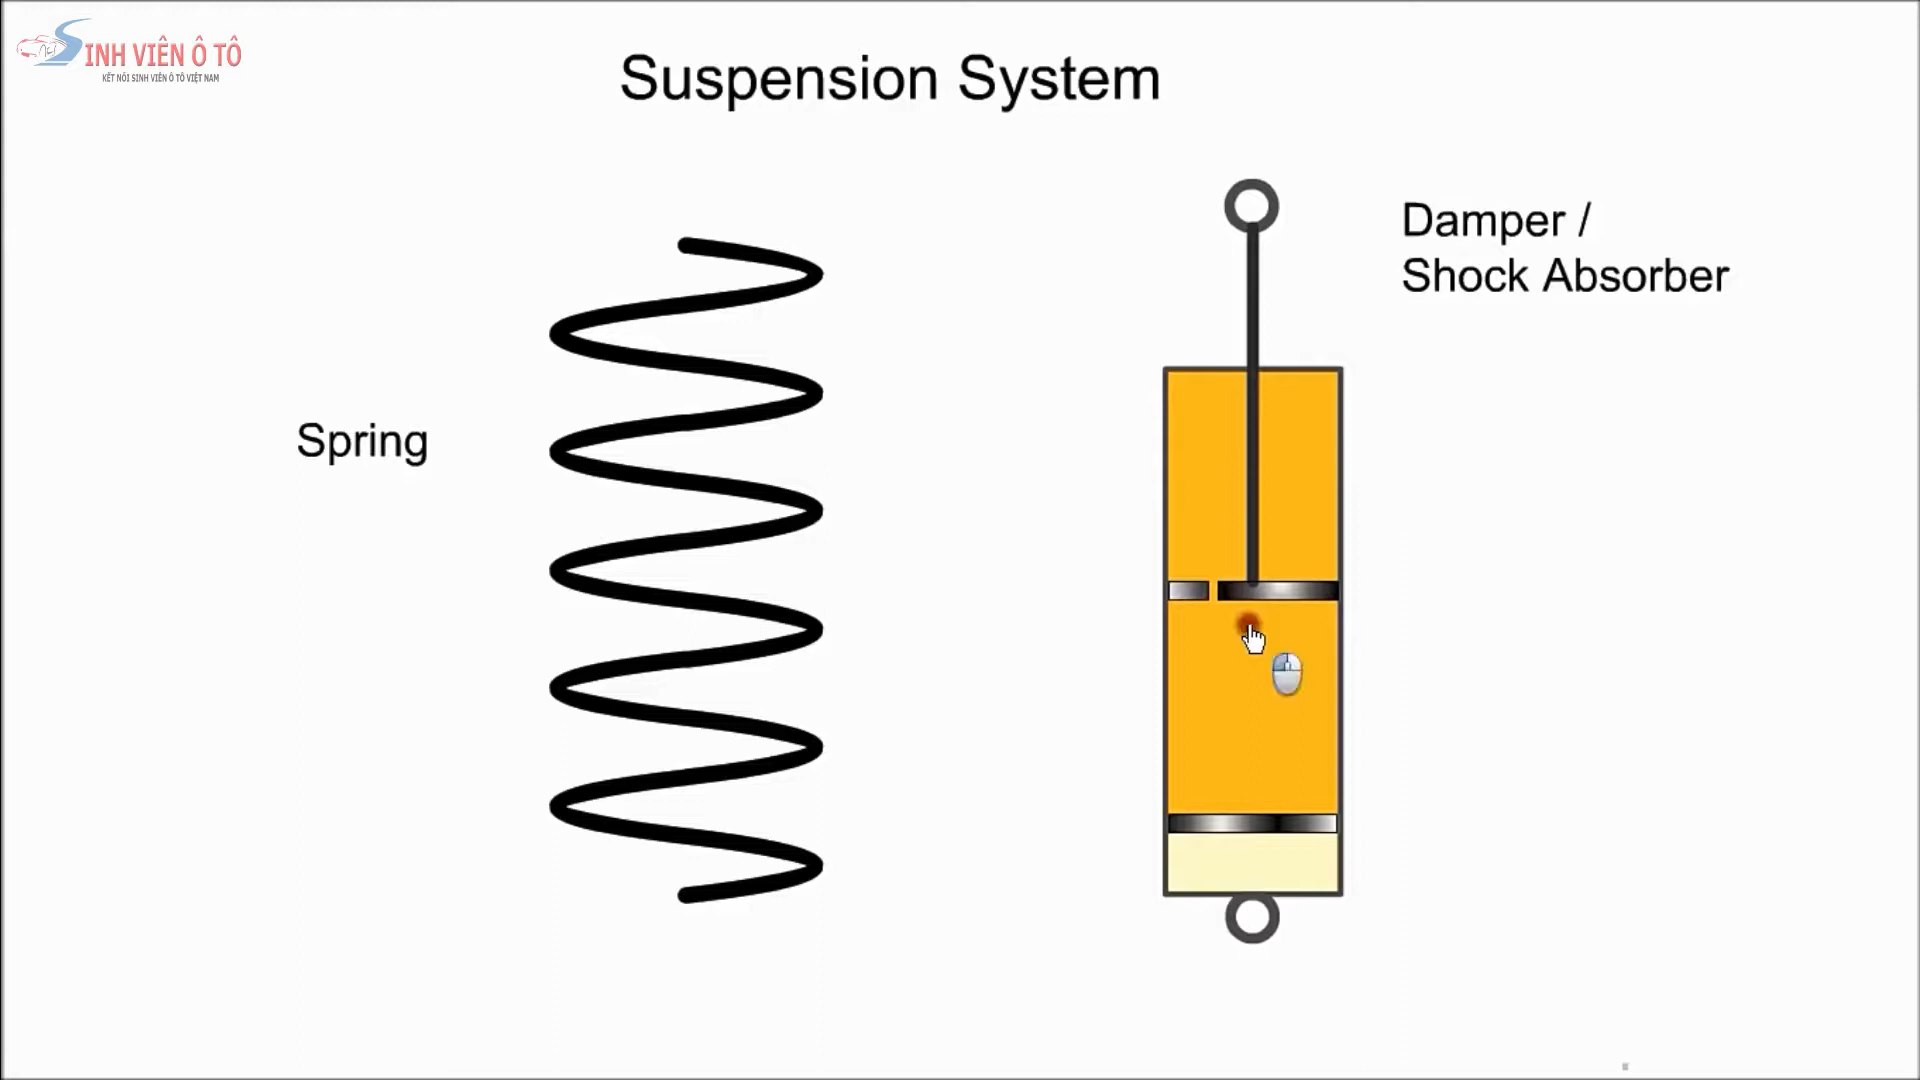 SINH VIÊN Ô TÔ
KẾT NỐI SINH VIÊN Ô TÔ VIỆT NAM
Suspension System
Damper /
Shock Absorber
Spring